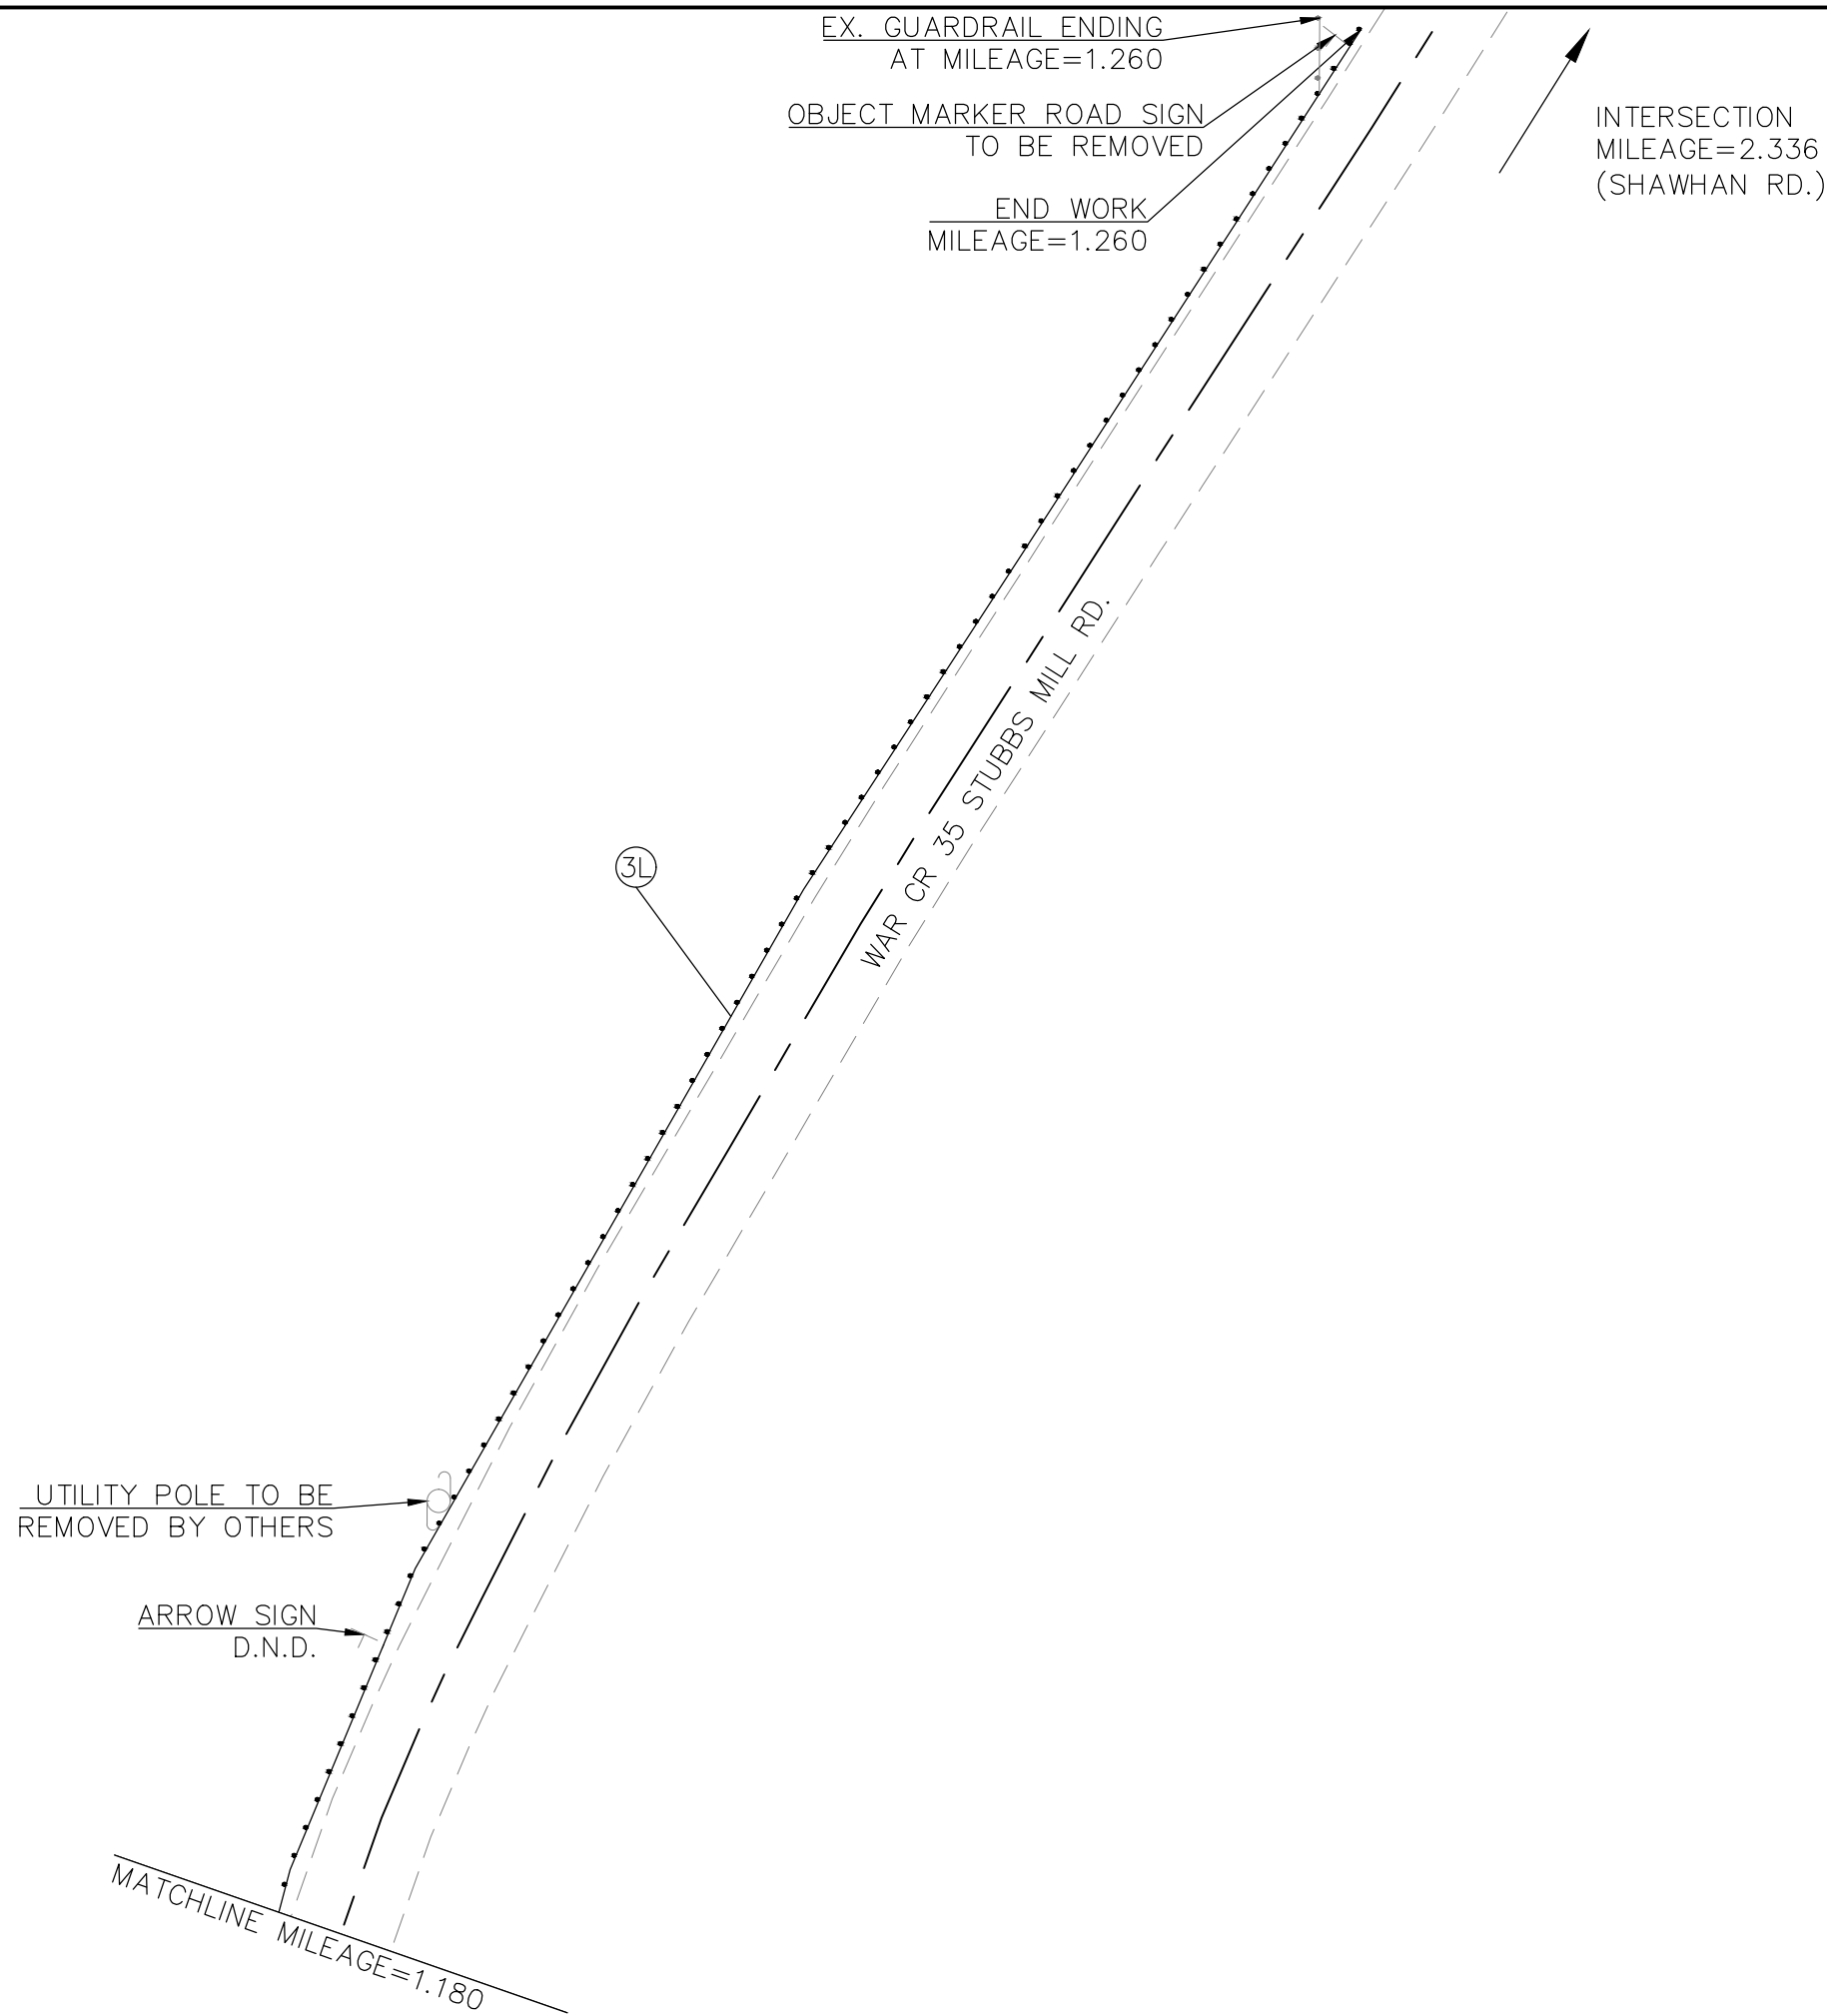 EX. GUARDRAIL ENDING
AT MILEAGE=1.260
OBJECT MARKER ROAD SIGN
TO BE REMOVED
END WORK
MILEAGE=1.260
INTERSECTION
MILEAGE=2.336
(SHAWHAN RD.)
WAR CR 35 STUBBS MILL RD.
3L
UTILITY POLE TO BE
REMOVED BY OTHERS
ARROW SIGN
D.N.D.
MATCHLINE MILEAGE=1.180